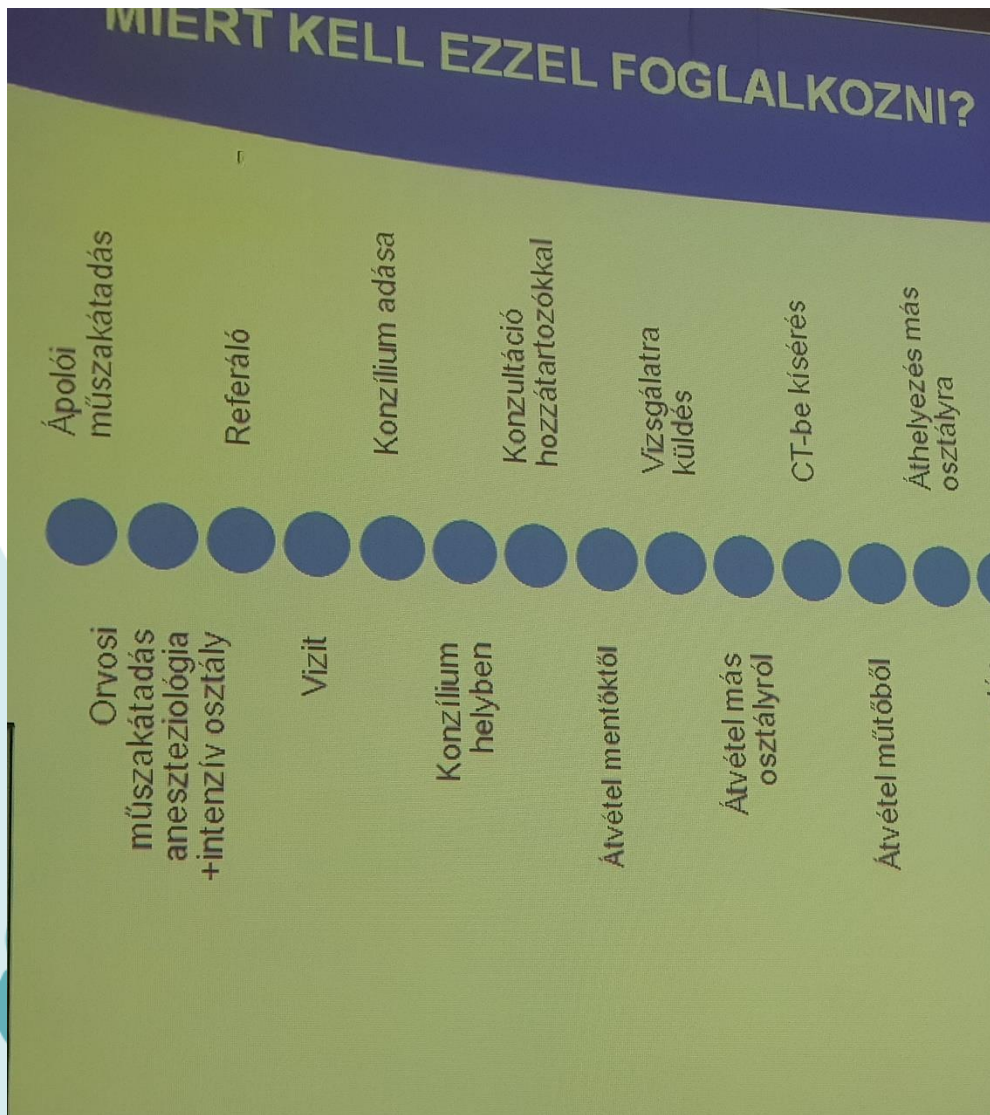 MIÉRT KELL EZZEL FOGLALKOZNI?
Ápolói
műszakátadás
Orvosi
műszakátadás
aneszteziológia
+intenzív osztály
Referáló
Vizit
Konzílium adása
Konzílium
helyben
Konzultáció
hozzátartozókkal
Átvétel mentőktől
Vizsgálatra
küldés
Átvétel más
osztályról
CT-be kísérés
Átvétel műtőből
Áthelyezés más
osztályra